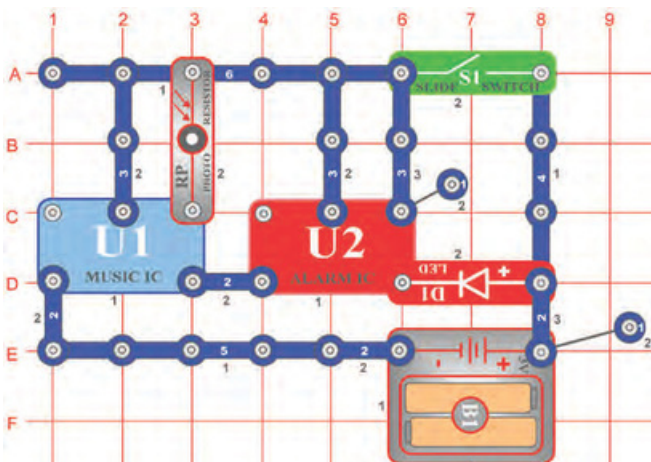 1 2 3 4 5 6 7 8 9
A
1 6
RESISTOR
S1
SLIDE SWITCH
2
B
3 2
RP
PHOTO
2
3 2
3 3
4 1
1
2
C
U1
MUSIC IC
1
U2
ALARM IC
1
2
LED
D1
+
D
2
2
2 2
2 3
1
2
E
5
1
2
2
- +
3V
1
B1
F